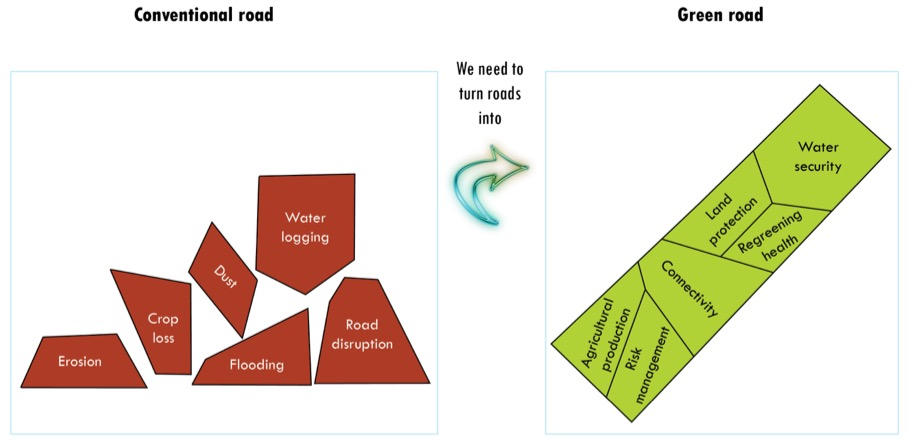 Conventional road
Green road
We need to
turn roads
into
Water
logging
Dust
Crop
loss
Road
disruption
Erosion
Flooding
Water
security
Land
protection
Regreening
health
Connectivity
Agricultural
production
Risk
management